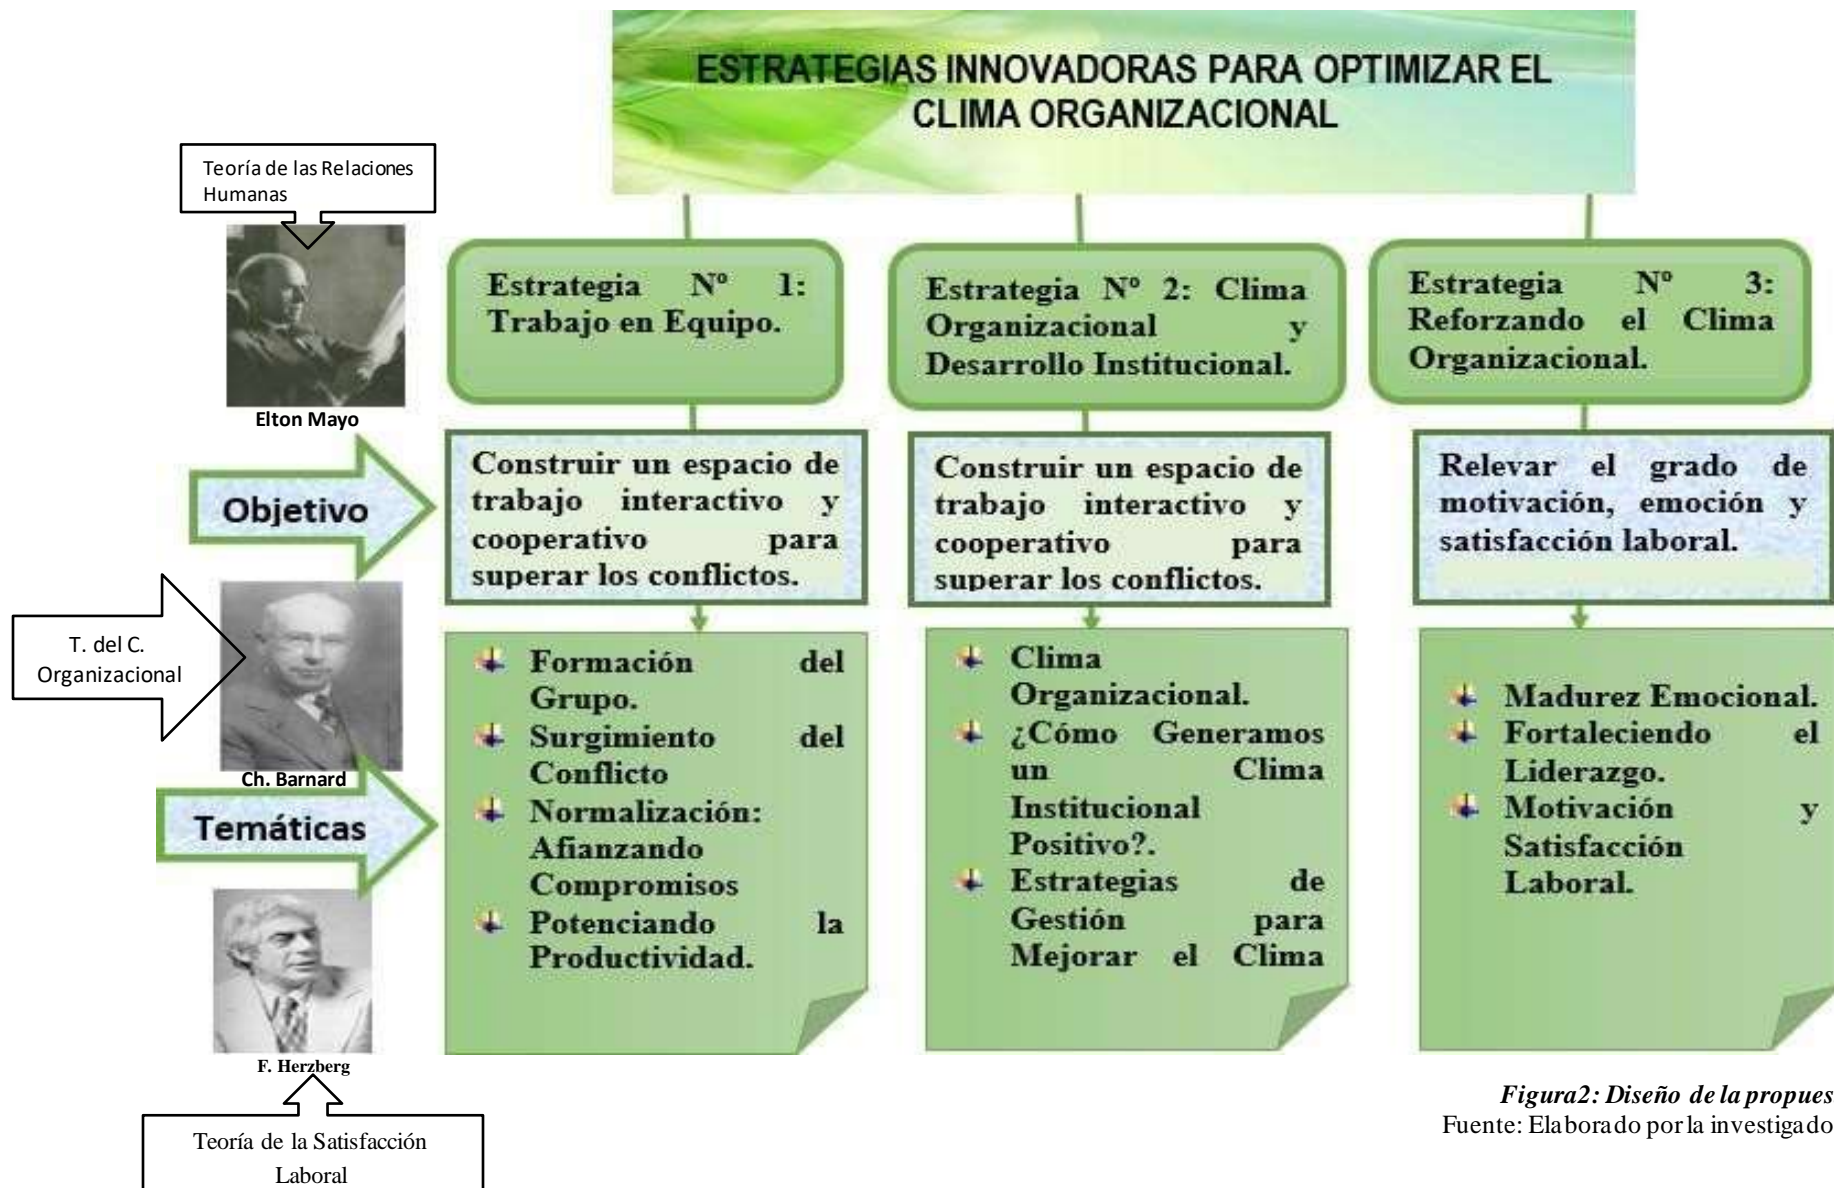 ESTRATEGIAS INNOVADORAS PARA OPTIMIZAR EL
CLIMA ORGANIZACIONAL
Teoría de las Relaciones
Humanas
Elton Mayo
Estrategia Nº 1:
Trabajo en Equipo.
Estrategia Nº 2: Clima
Organizacional y
Desarrollo Institucional.
Estrategia Nº 3:
Reforzando el Clima
Organizacional.
Objetivo
Construir un espacio de
trabajo interactivo y
cooperativo para
superar los conflictos.
Construir un espacio de
trabajo interactivo y
cooperativo para
superar los conflictos.
Relevar el grado de
motivación, emoción y
satisfacción laboral.
T. del C.
Organizacional
Ch. Barnard
Temáticas
Formación del
Grupo.
Surgimiento del
Conflicto
Normalización:
Afianzando
Compromisos
Potenciando la
Productividad.
Clima
Organizacional.
¿Cómo Generamos
un Clima
Institucional
Positivo?.
Estrategias de
Gestión para
Mejorar el Clima
Madurez Emocional.
Fortaleciendo el
Liderazgo.
Motivación y
Satisfacción
Laboral.
F. Herzberg
Teoría de la Satisfacción
Laboral
Figura2: Diseño de la propues
Fuente: Elaborado por la investigado